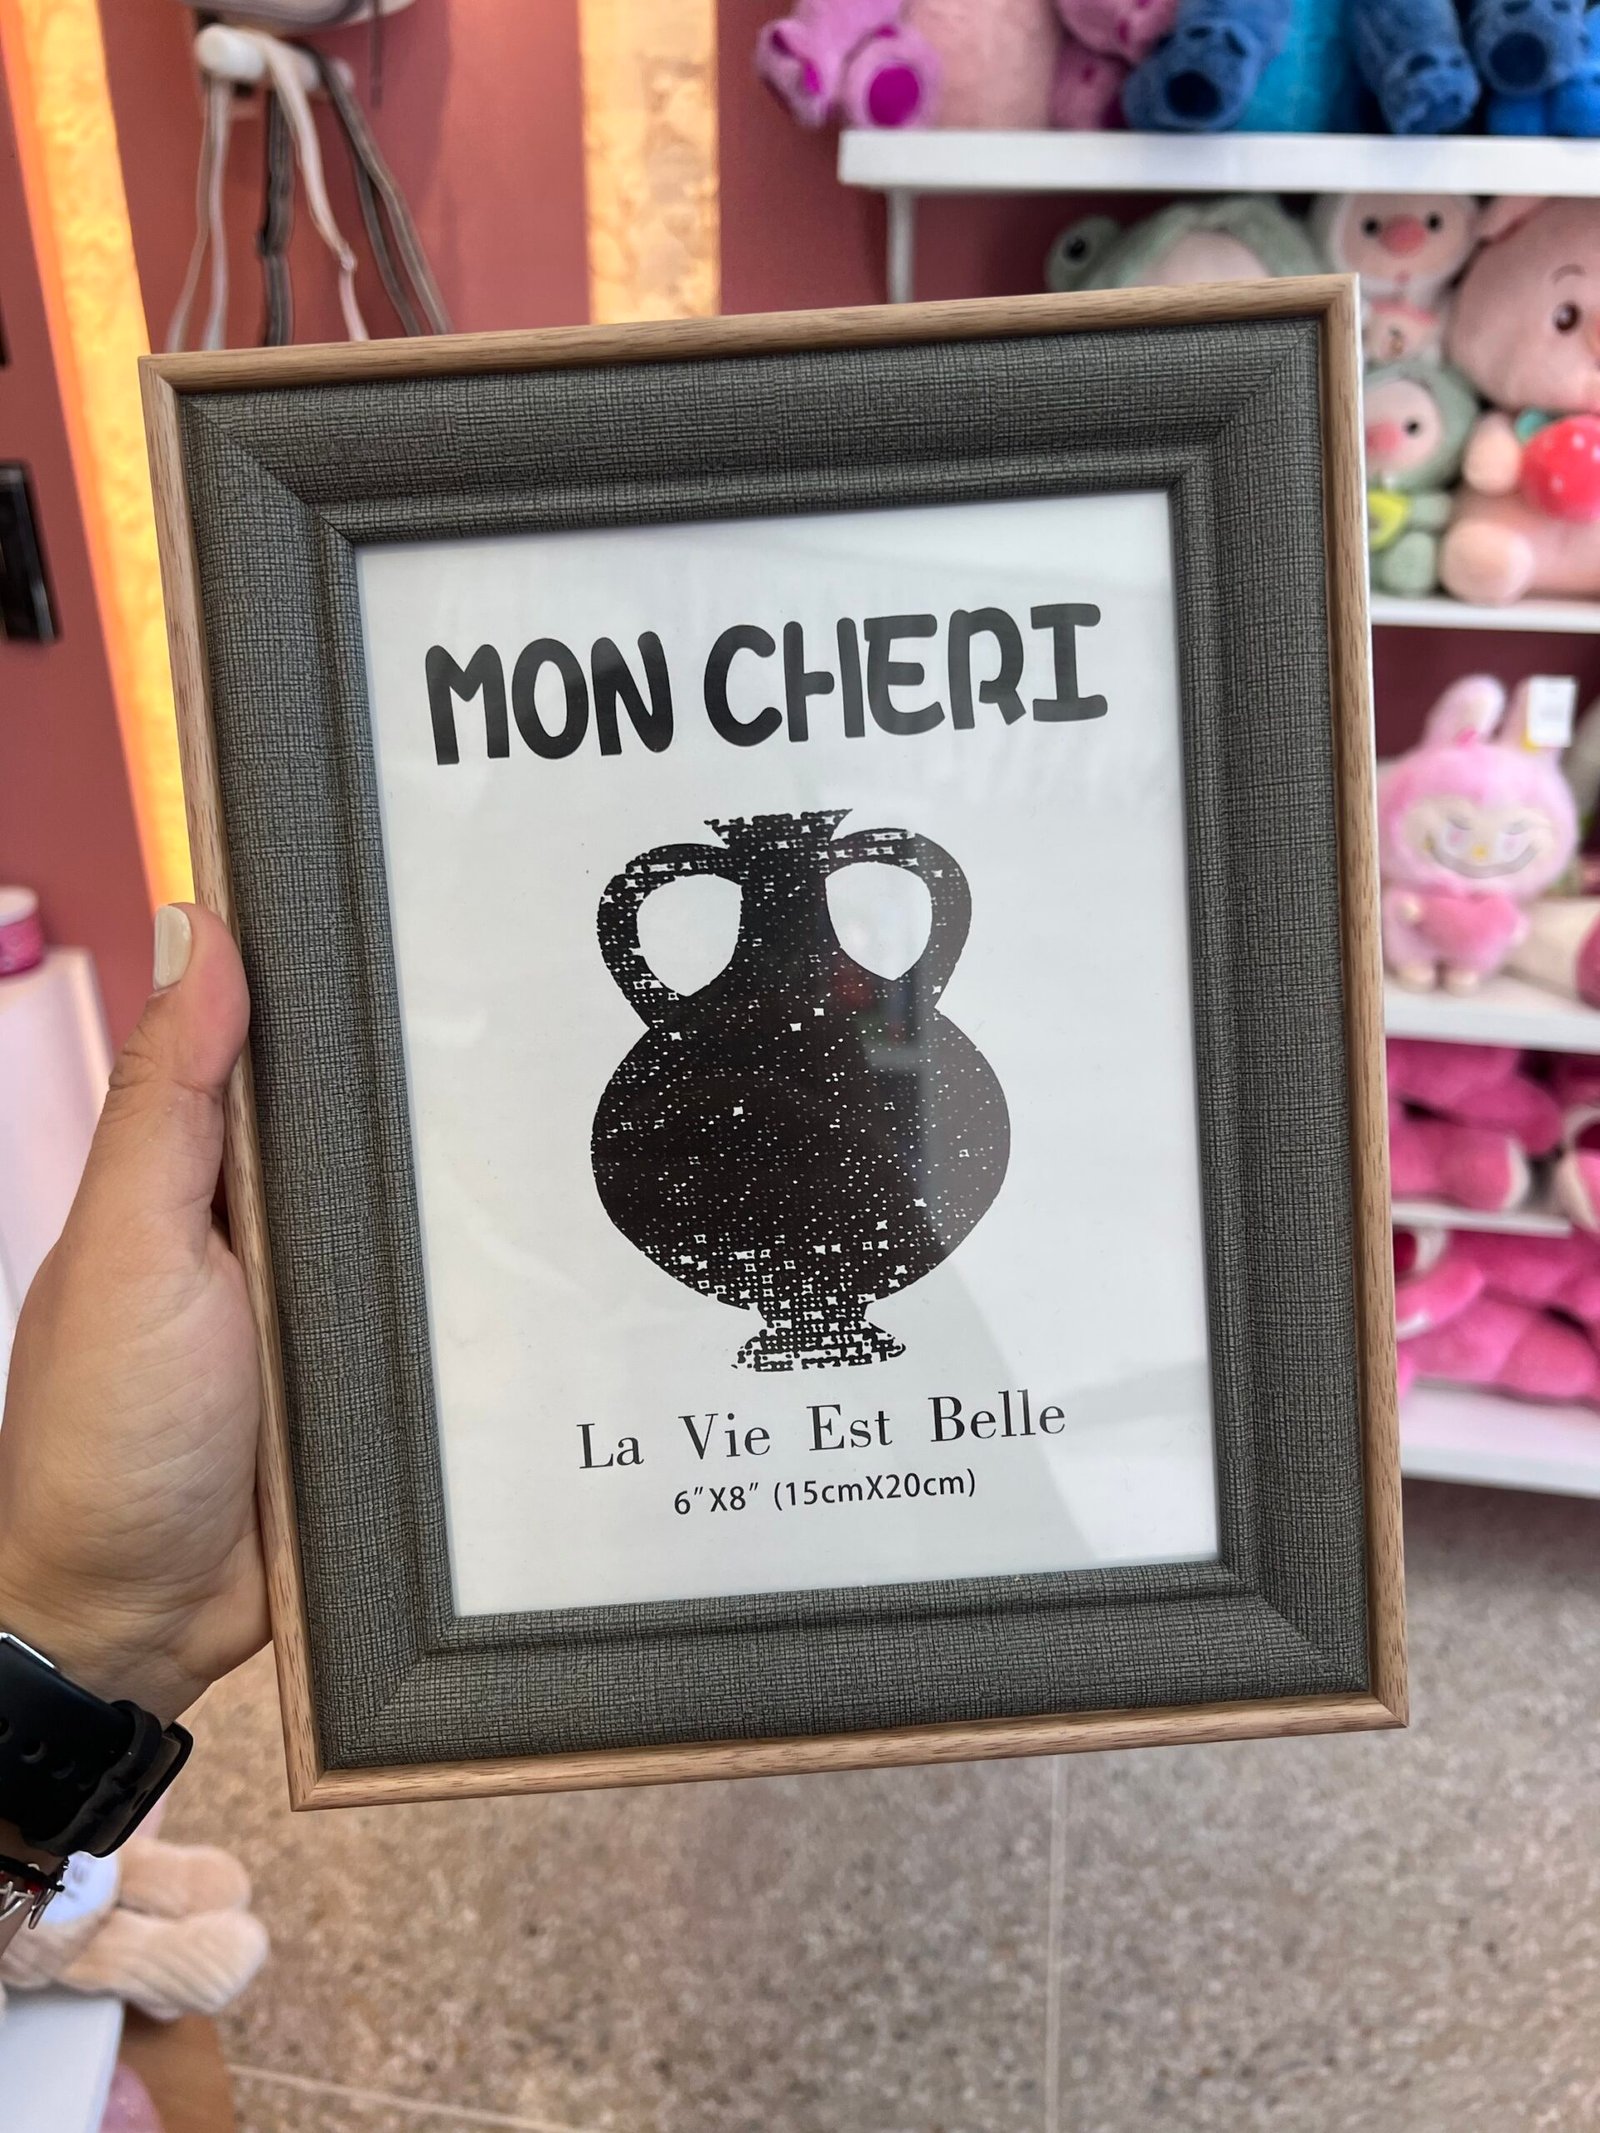 MON CHERI
La Vie Est Belle
6″X8″ (15cmX20cm)